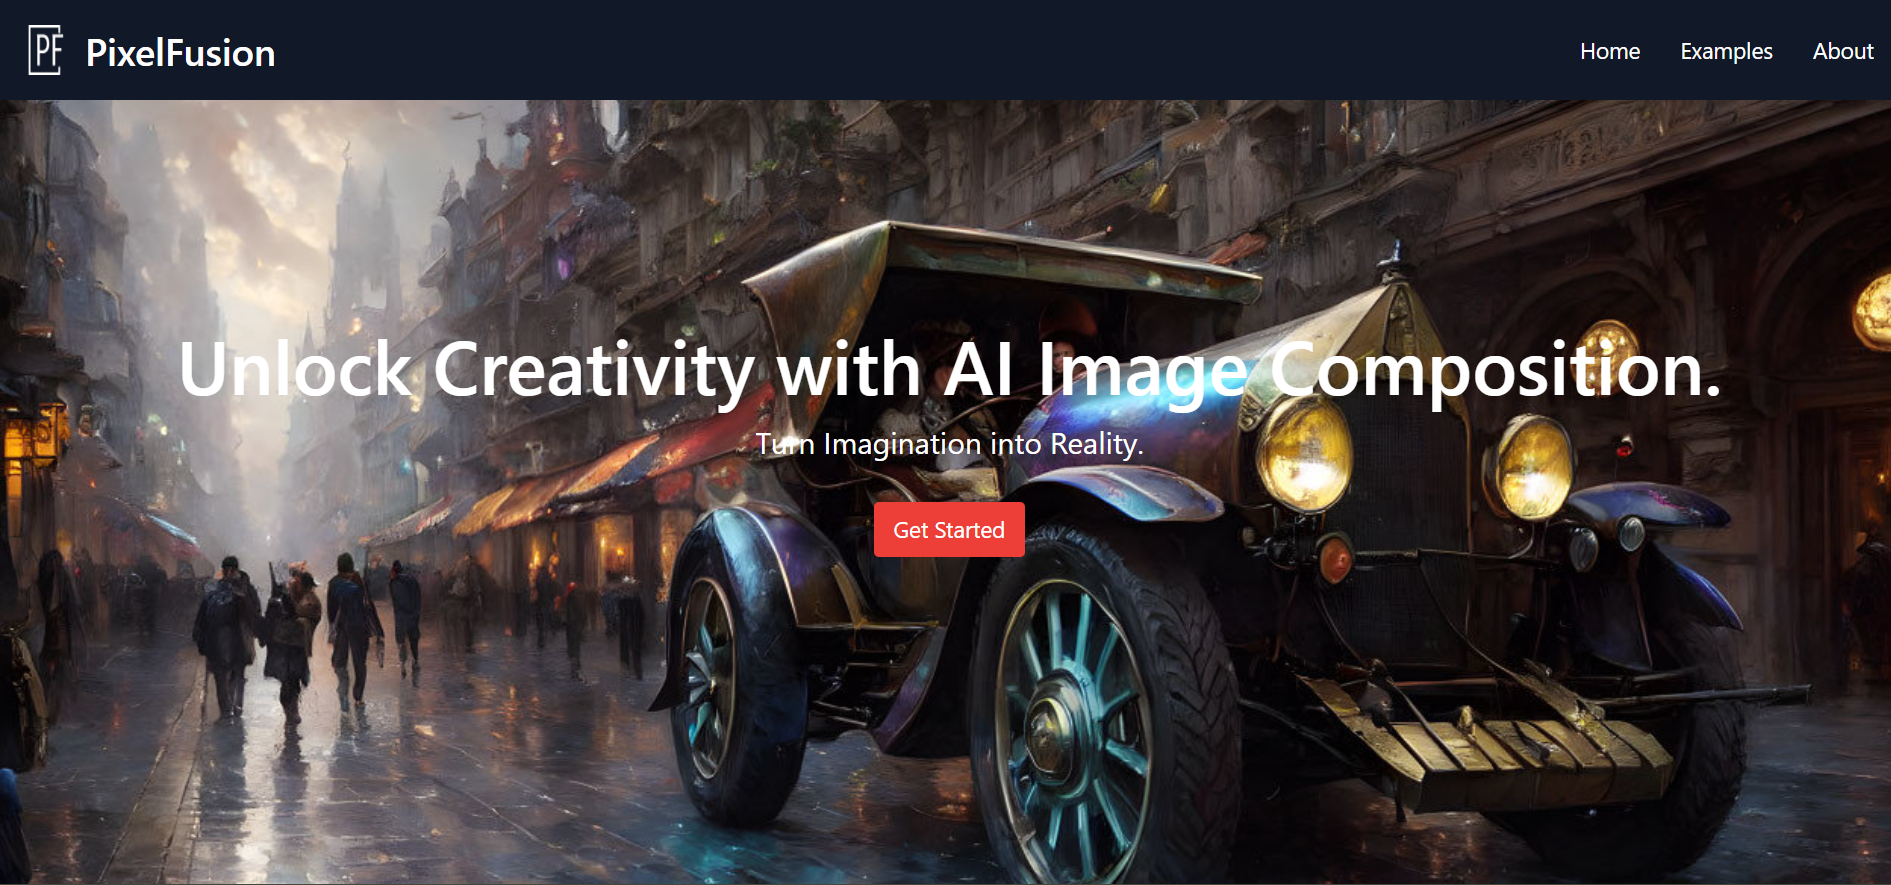 PF
PixelFusion
Home
Examples
About
Unlock Creativity with AI Image Composition.
Turn Imagination into Reality.
Get Started